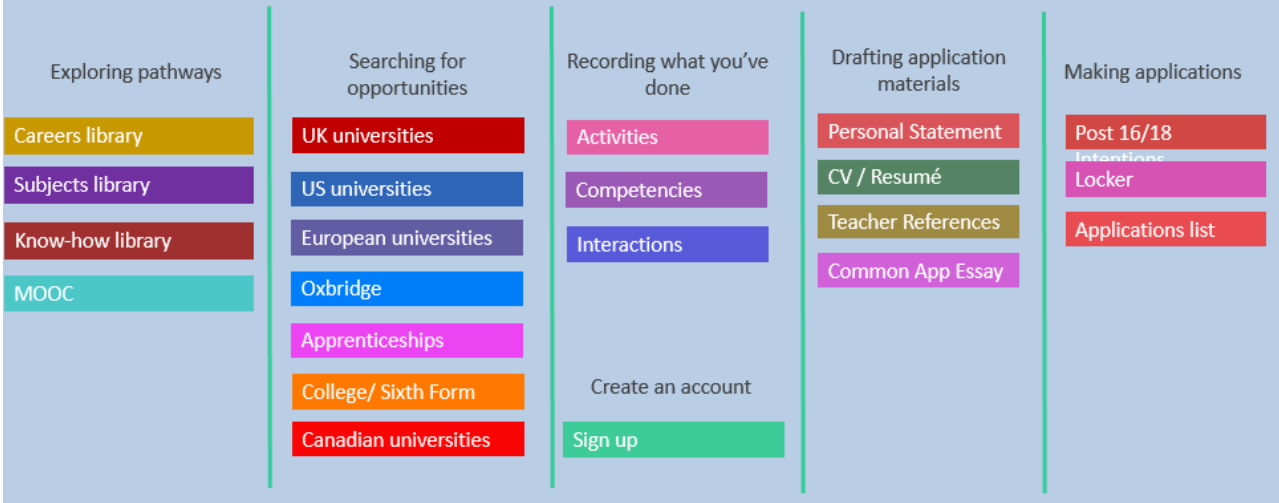 Exploring pathways
Careers library
Subjects library
Know-how library
MOOC
Searching for
opportunities
UK universities
US universities
European universities
Oxbridge
Apprenticeships
College/ Sixth Form
Canadian universities
Recording what you've
done
Activities
Competencies
Interactions
Create an account
Sign up
Drafting application
materials
Personal Statement
CV / Resumé
Teacher References
Common App Essay
Making applications
Post 16/18
Intentions
Locker
Applications list